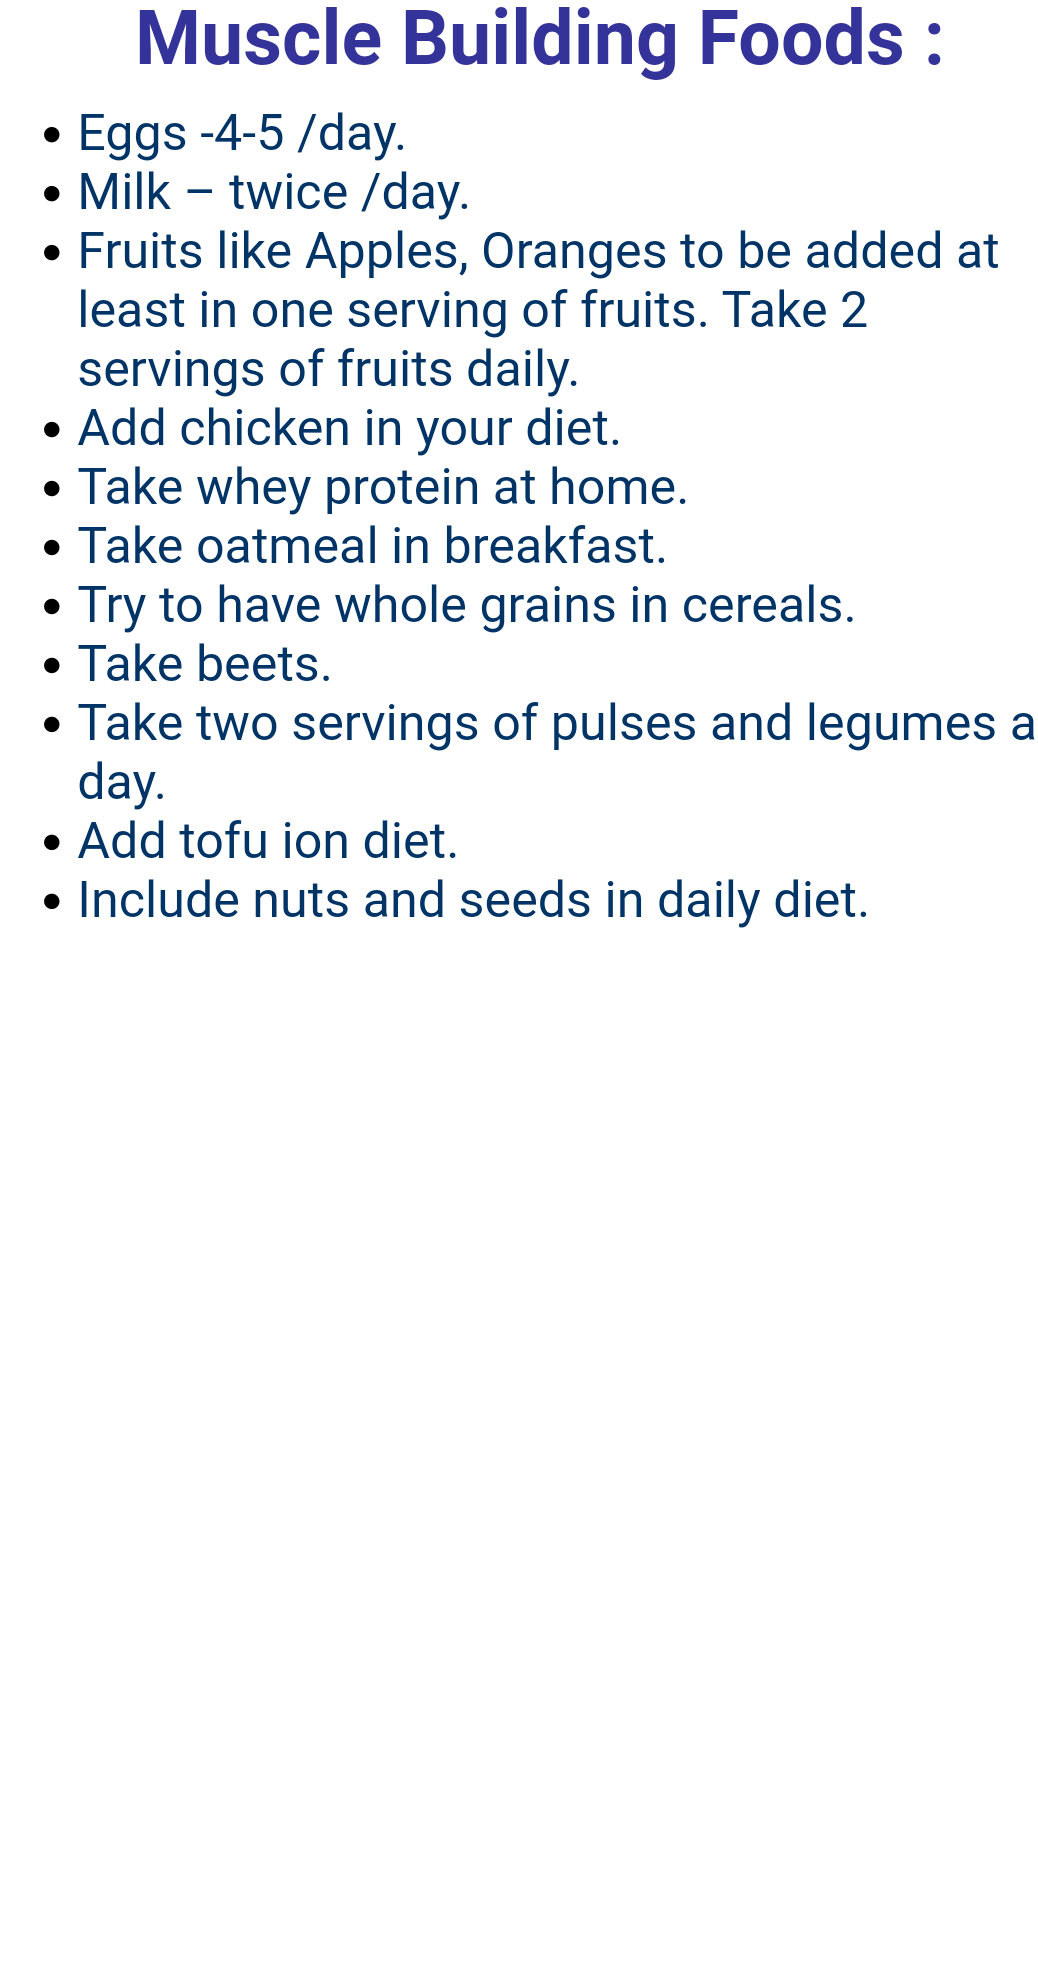 Muscle Building Foods :
• Eggs -4-5 /day.
• Milk – twice /day.
• Fruits like Apples, Oranges to be added at
least in one serving of fruits. Take 2
servings of fruits daily.
• Add chicken in your diet.
• Take whey protein at home.
• Take oatmeal in breakfast.
• Try to have whole grains in cereals.
• Take beets.
• Take two servings of pulses and legumes a
day.
• Add tofu ion diet.
• Include nuts and seeds in daily diet.